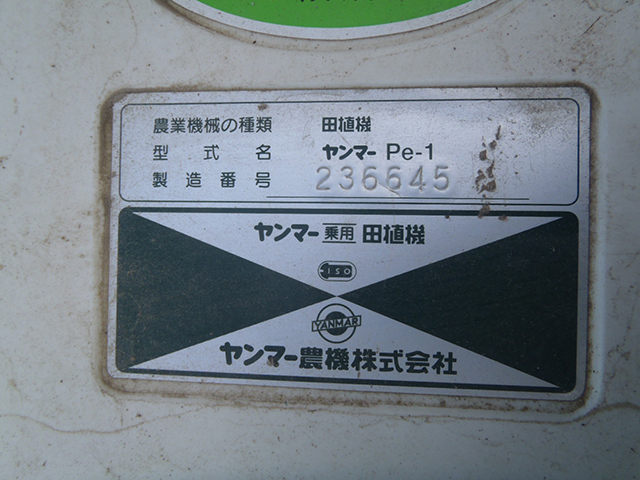 農業機械の種類 田植機
型式名 ヤンマー Pe-1
製造番号 236645
ヤンマー 乗用 田植機
ISO
YANMAR
ヤンマー農機株式会社